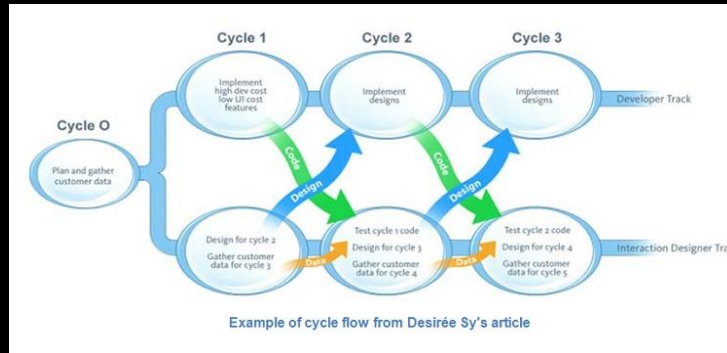 Cycle 1
Cycle 2
Cycle 3
Implement
high dev cost
low UI cost
features
Implement
designs
Implement
designs
Developer Track
Cycle O
Plan and gather
customer data
Code
Design
Code
Design
Design for cycle 2
Gather customer
data for cycle 3
Data
Test cycle 1 code
Design for cycle 3
Gather customer
data for cycle 4
Data
Test cycle 2 code
Design for cycle 4
Gather customer
data for cycle 5
Interaction Designer Tra
Example of cycle flow from Desirée Sy's article